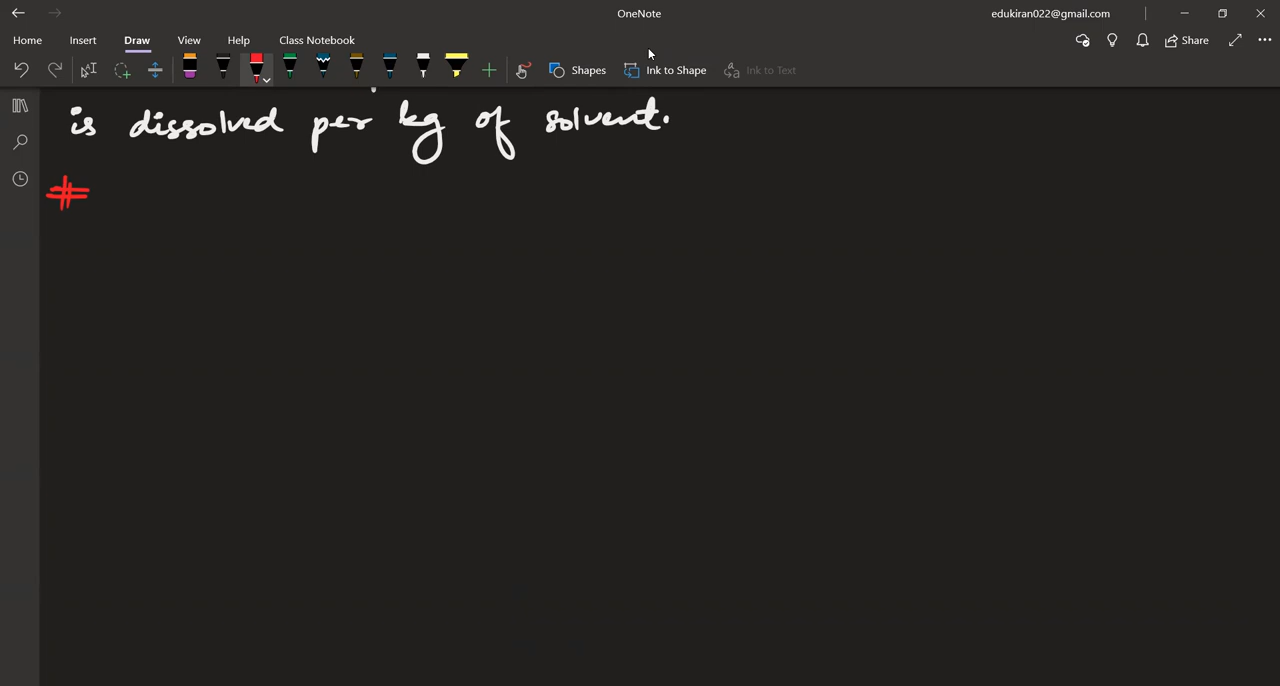 OneNote
edukiran022@gmail.com
Home Insert Draw View Help Class Notebook
Share
Shapes Ink to Shape Ink to Text
is dissolved per kg of solvent.
#